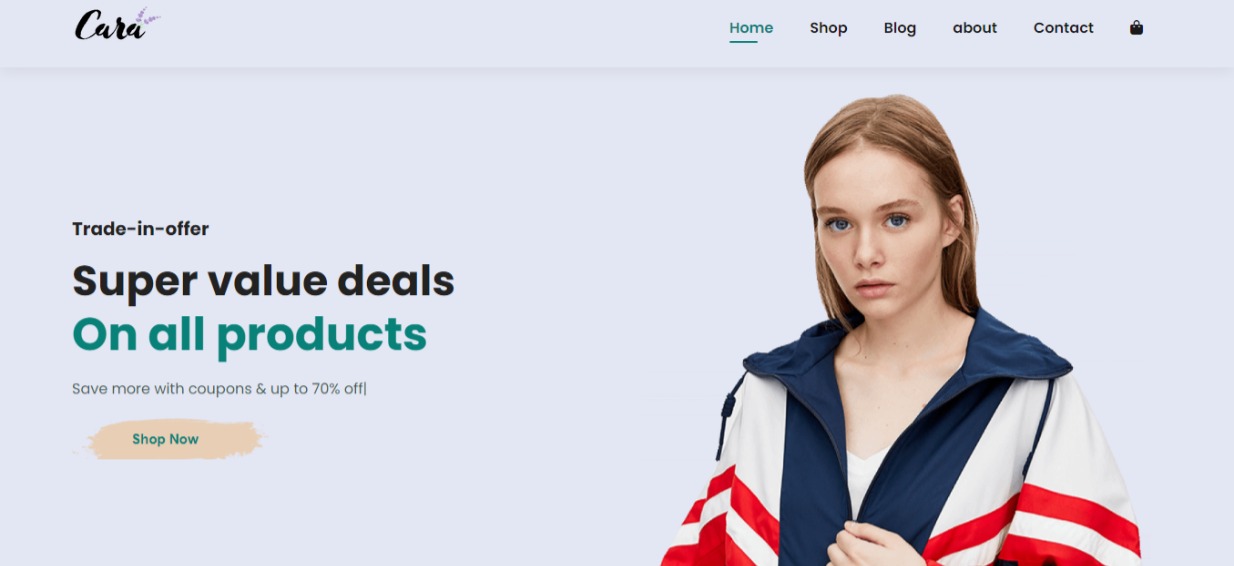 Cara
Home Shop Blog about Contact
Trade-in-offer
Super value deals
On all products
Save more with coupons & up to 70% off|
Shop Now